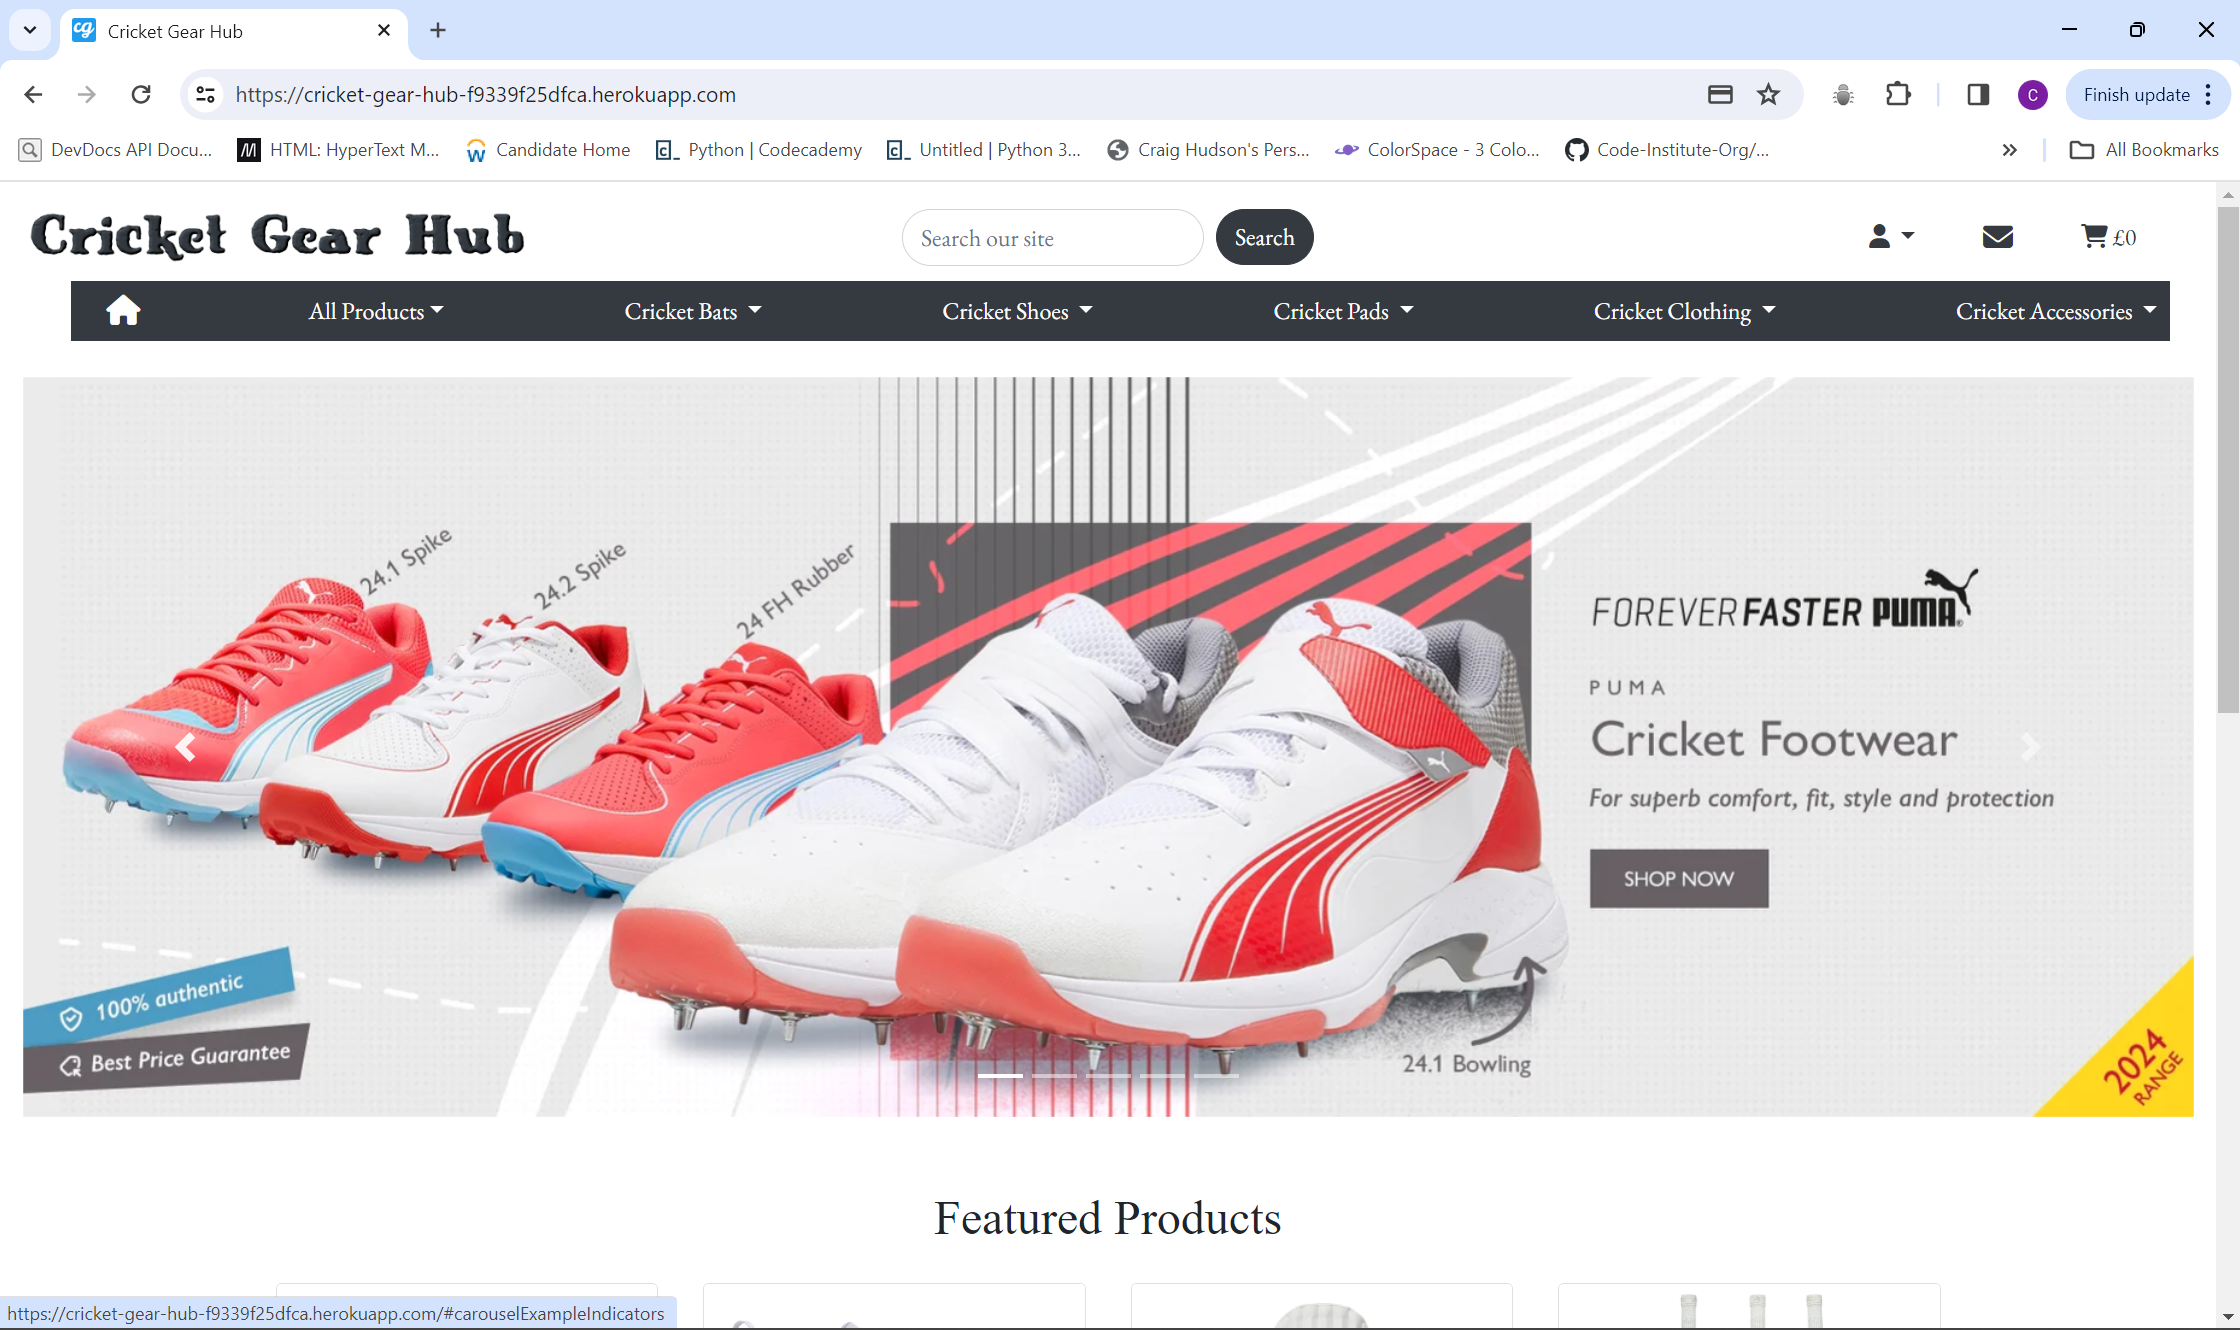 Cricket Gear Hub
https://cricket-gear-hub-f9339f25dfca.herokuapp.com
C
Finish update
DevDocs API Docu...
HTML: HyperText M...
Candidate Home
Python | Codecademy
Untitled | Python 3...
Craig Hudson's Pers...
ColorSpace - 3 Colo...
Code-Institute-Org/...
All Bookmarks
Cricket Gear Hub
Search our site
Search
£0
All Products
Cricket Bats
Cricket Shoes
Cricket Pads
Cricket Clothing
Cricket Accessories
24.1 Spike
24.2 Spike
24 FH Rubber
FOREVER FASTER PUMA
PUMA
Cricket Footwear
For superb comfort, fit, style and protection
SHOP NOW
100% authentic
Best Price Guarantee
24.1 Bowling
2024
RANGE
Featured Products
https://cricket-gear-hub-f9339f25dfca.herokuapp.com/#carouselExampleIndicators